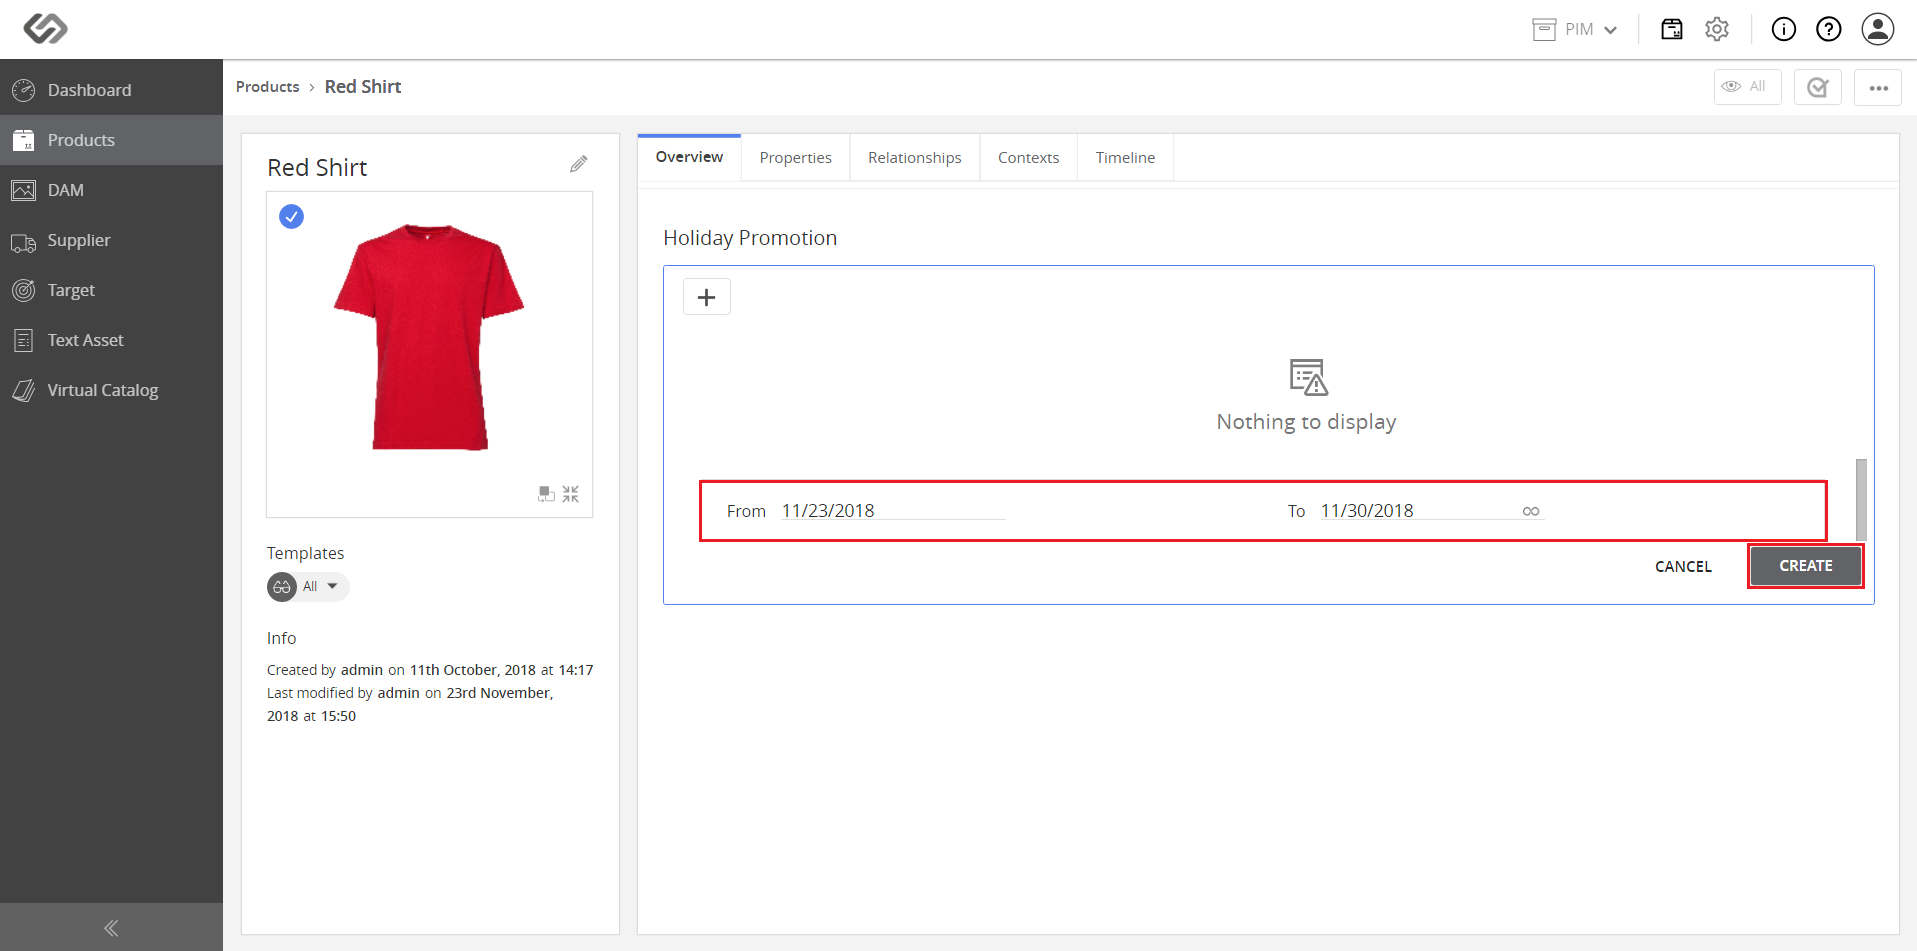 PIM
Dashboard
Products
DAM
Supplier
Target
Text Asset
Virtual Catalog
Products › Red Shirt
All
Red Shirt
Templates
All
Info
Created by admin on 11th October, 2018 at 14:17
Last modified by admin on 23rd November,
2018 at 15:50
Overview
Properties
Relationships
Contexts
Timeline
Holiday Promotion
Nothing to display
From 11/23/2018
To 11/30/2018
CANCEL
CREATE